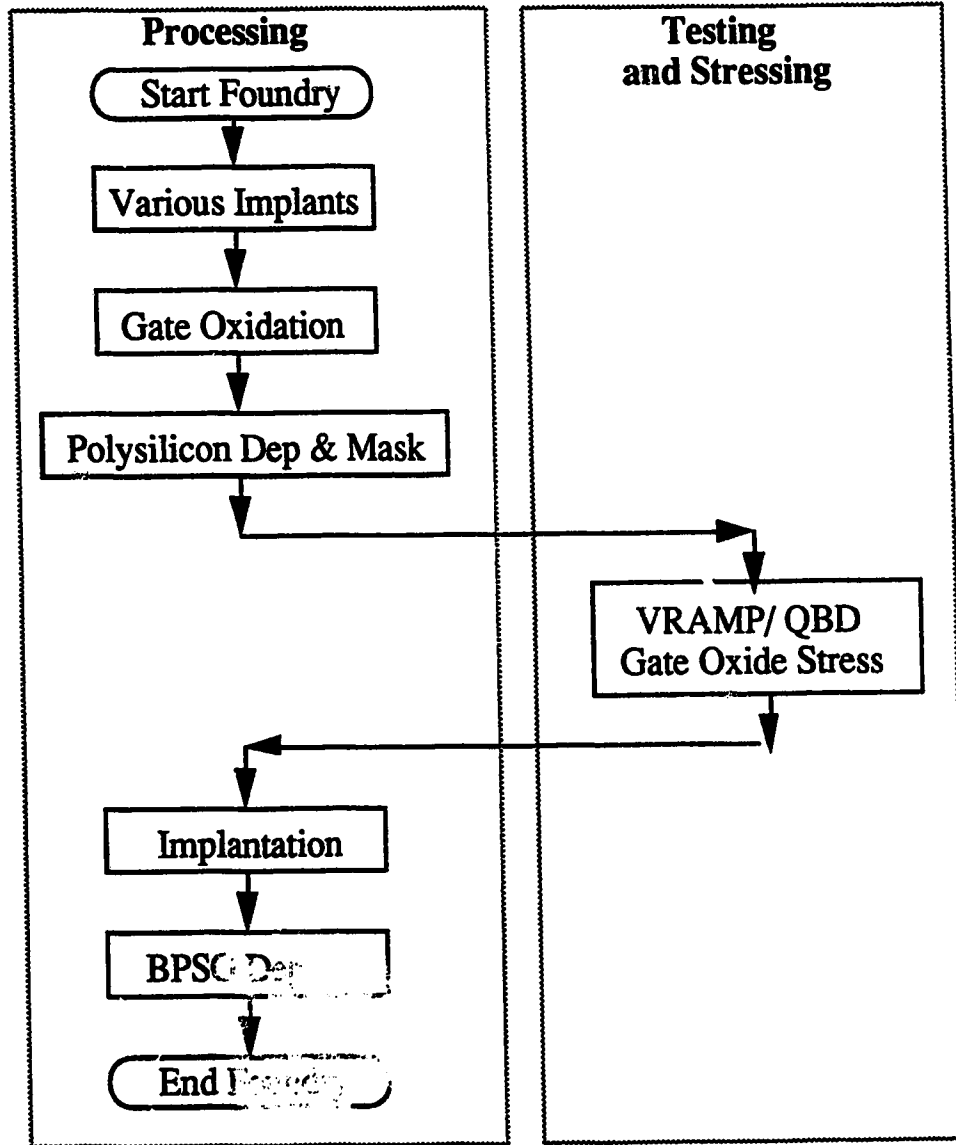 Processing
Start Foundry
Various Implants
Gate Oxidation
Polysilicon Dep & Mask
Testing
and Stressing
VRAMP/ QBD
Gate Oxide Stress
Implantation
Dep
End